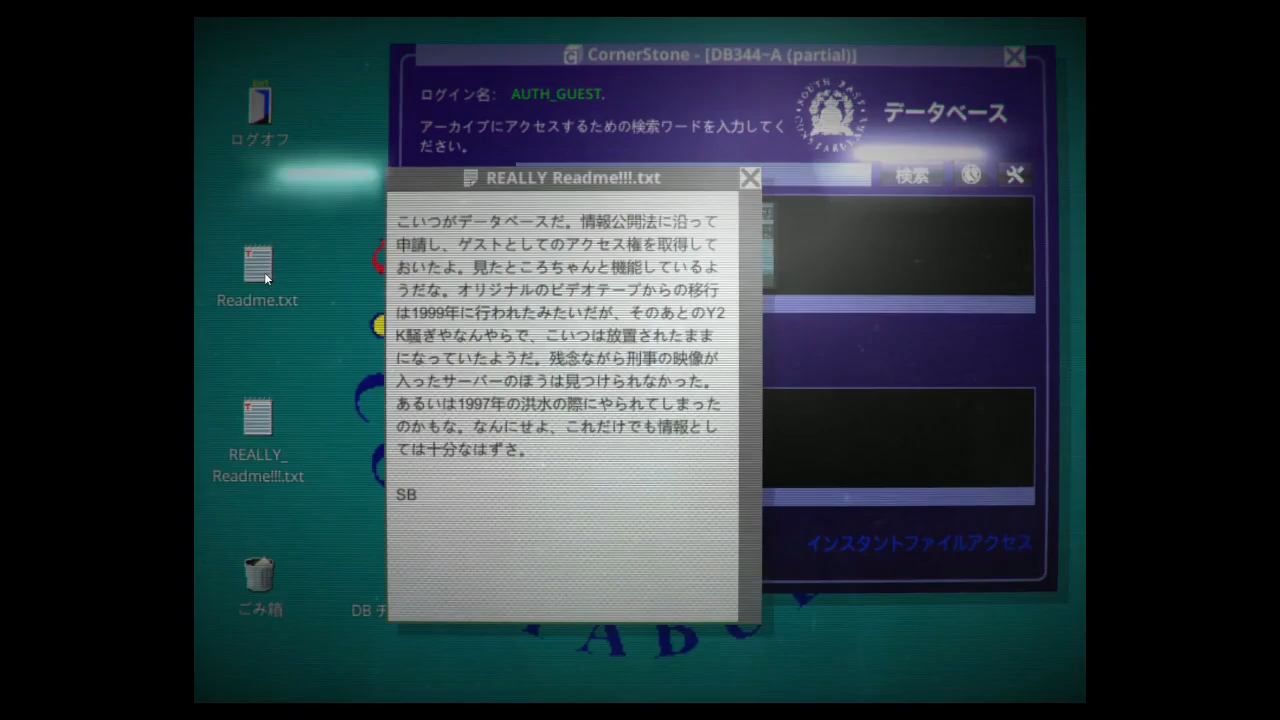 CornerStone - [DB344~A (partial)]
ログイン名: AUTH_GUEST.
アーカイブにアクセスするための検索ワードを入力してく
ださい。
データベース
検索
ログオフ
Readme.txt
REALLY_
Readme!!!.txt
ごみ箱
DB チ
REALLY Readme!!!.txt
こいつがデータベースだ。情報公開法に沿って
申請し、ゲストとしてのアクセス権を取得して
おいたよ。見たところちゃんと機能しているよ
うだな。オリジナルのビデオテープからの移行
は1999年に行われたみたいだが、そのあとのY2
K騒ぎやなんやらで、こいつは放置されたまま
になっていたようだ。残念ながら刑事の映像が
入ったサーバーのほうは見つけられなかった。
あるいは1997年の洪水の際にやられてしまった
のかもな。なんにせよ、これだけでも情報とし
ては十分なはずさ。
SB
インスタントファイルアクセス